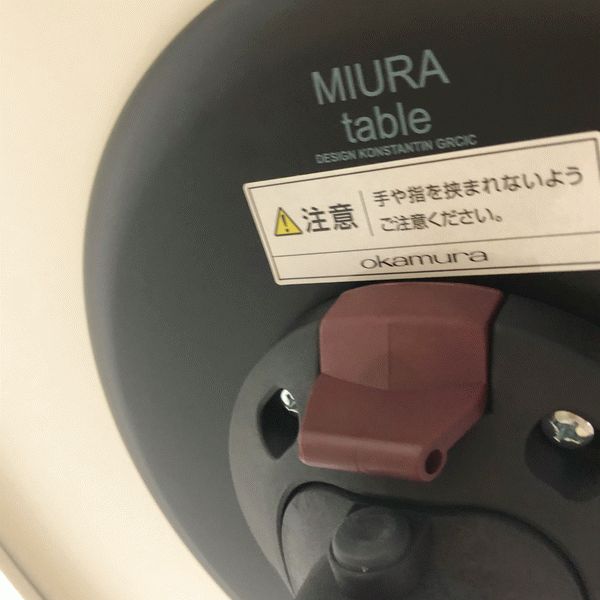 MIURA
table
DESIGN KONSTANTIN GRCIC
注意
手や指を挟まれないよう
ご注意ください。
okamura